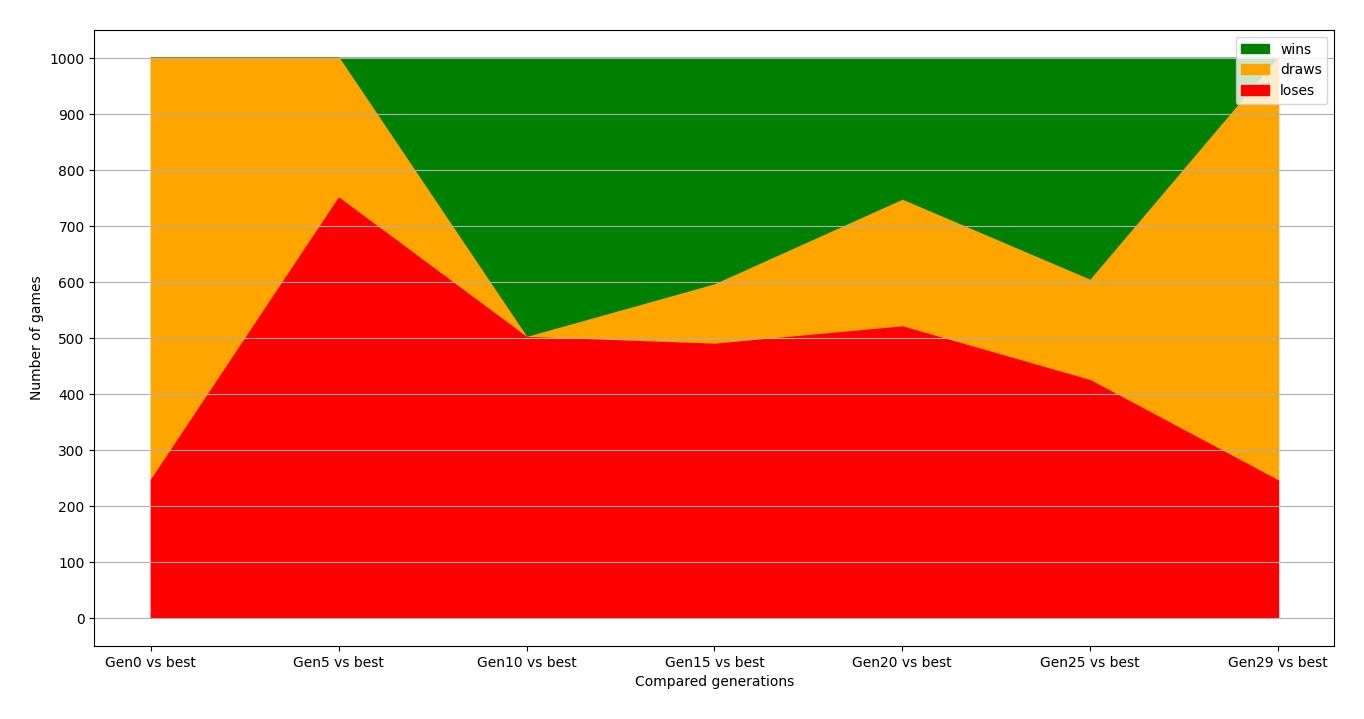 1000
900
800
700
600
500
400
300
200
100
0
Number of games
wins
draws
loses
Gen0 vs best
Gen5 vs best
Gen10 vs best
Gen15 vs best
Gen20 vs best
Gen25 vs best
Gen29 vs best
Compared generations